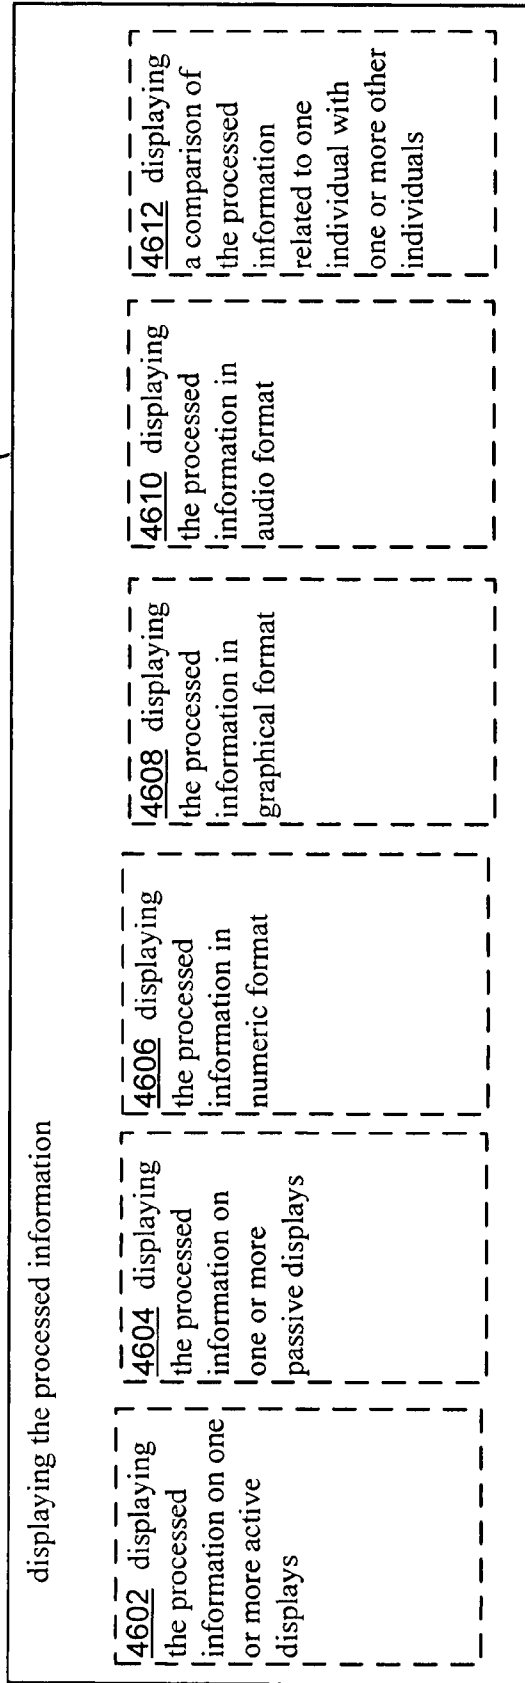 displaying the processed information
4602 displaying
the processed
information on one
or more active
displays
4604 displaying
the processed
information on
one or more
passive displays
4606 displaying
the processed
information in
numeric format
4608 displaying
the processed
information in
graphical format
4610 displaying
the processed
information in
audio format
4612 displaying
a comparison of
the processed
information
related to one
individual with
one or more other
individuals